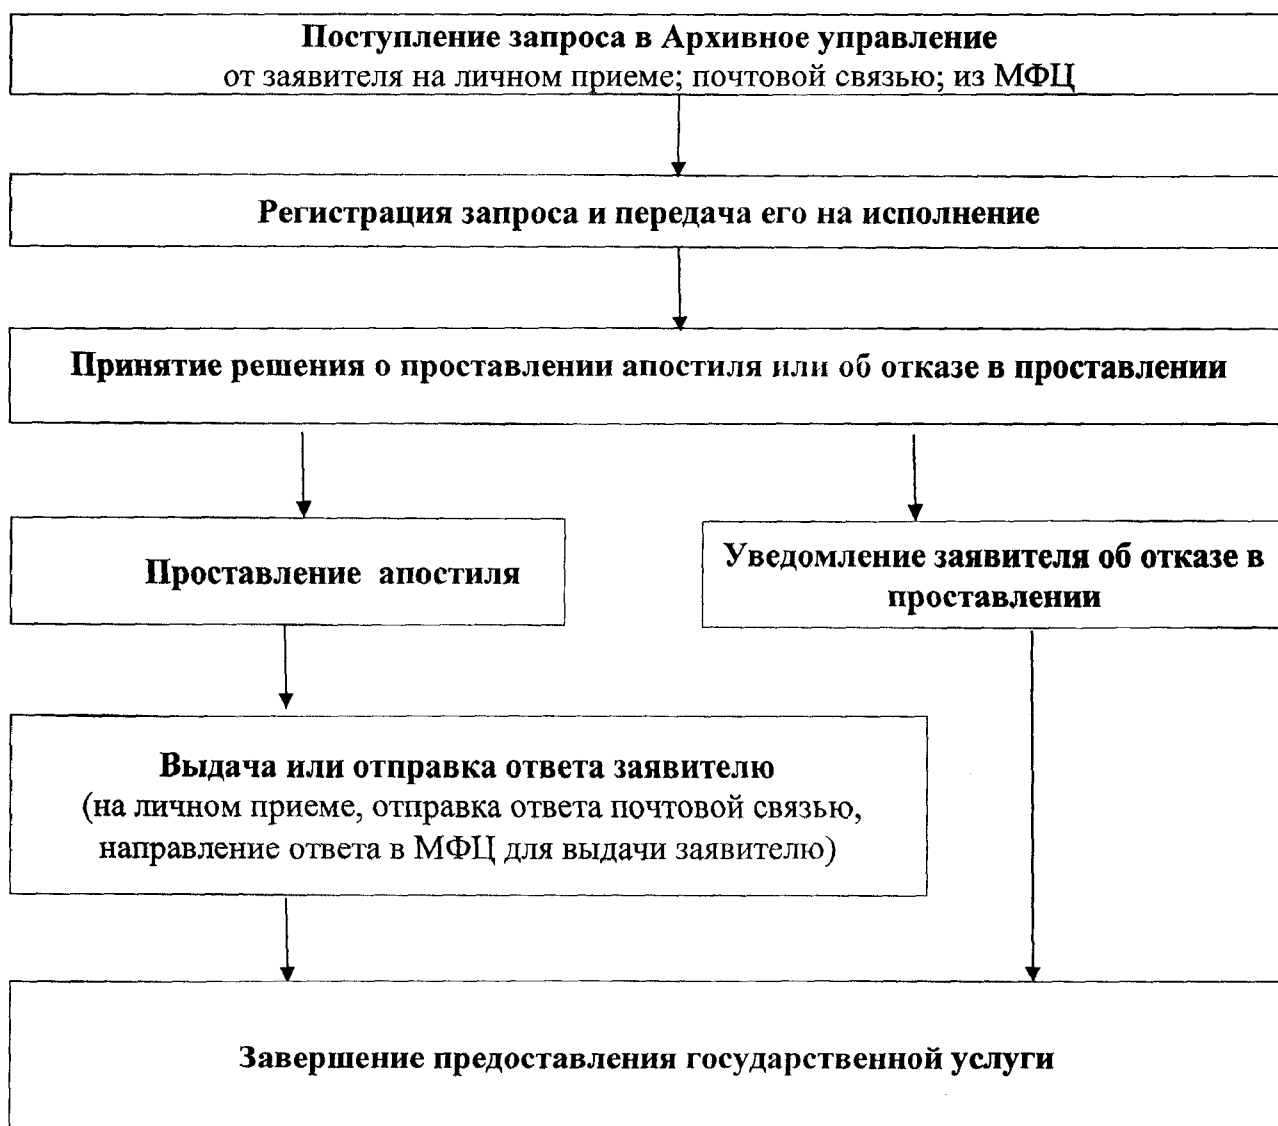 Поступление запроса в Архивное управление
от заявителя на личном приеме; почтовой связью; из МФЦ
Регистрация запроса и передача его на исполнение
Принятие решения о проставлении апостиля или об отказе в проставлении
Проставление апостиля
Уведомление заявителя об отказе в
проставлении
Выдача или отправка ответа заявителю
(на личном приеме, отправка ответа почтовой связью,
направление ответа в МФЦ для выдачи заявителю)
Завершение предоставления государственной услуги